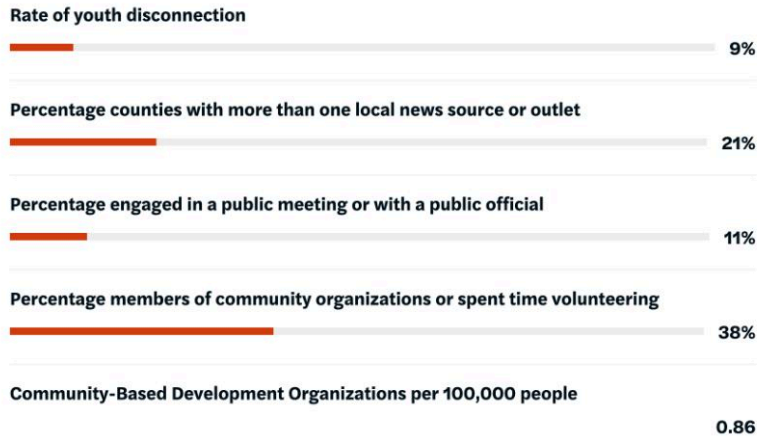 Rate of youth disconnection
9%
Percentage counties with more than one local news source or outlet
21%
Percentage engaged in a public meeting or with a public official
11%
Percentage members of community organizations or spent time volunteering
38%
Community-Based Development Organizations per 100,000 people
0.86